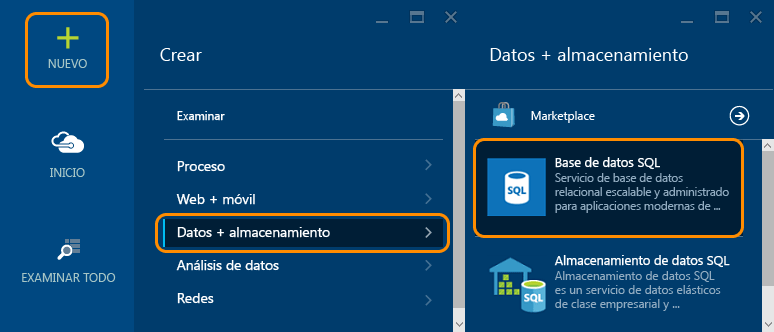 NUEVO
INICIO
EXAMINAR TODO
Crear
Examinar
Proceso
Web + móvil
Datos + almacenamiento
Análisis de datos
Redes
Datos + almacenamiento
Marketplace
SQL
Base de datos SQL
Servicio de base de datos
relacional escalable y administrado
para aplicaciones modernas de ...
SQL
Almacenamiento de datos SQL
Almacenamiento de datos SQL
es un servicio de datos elásticos
de clase empresarial y ...